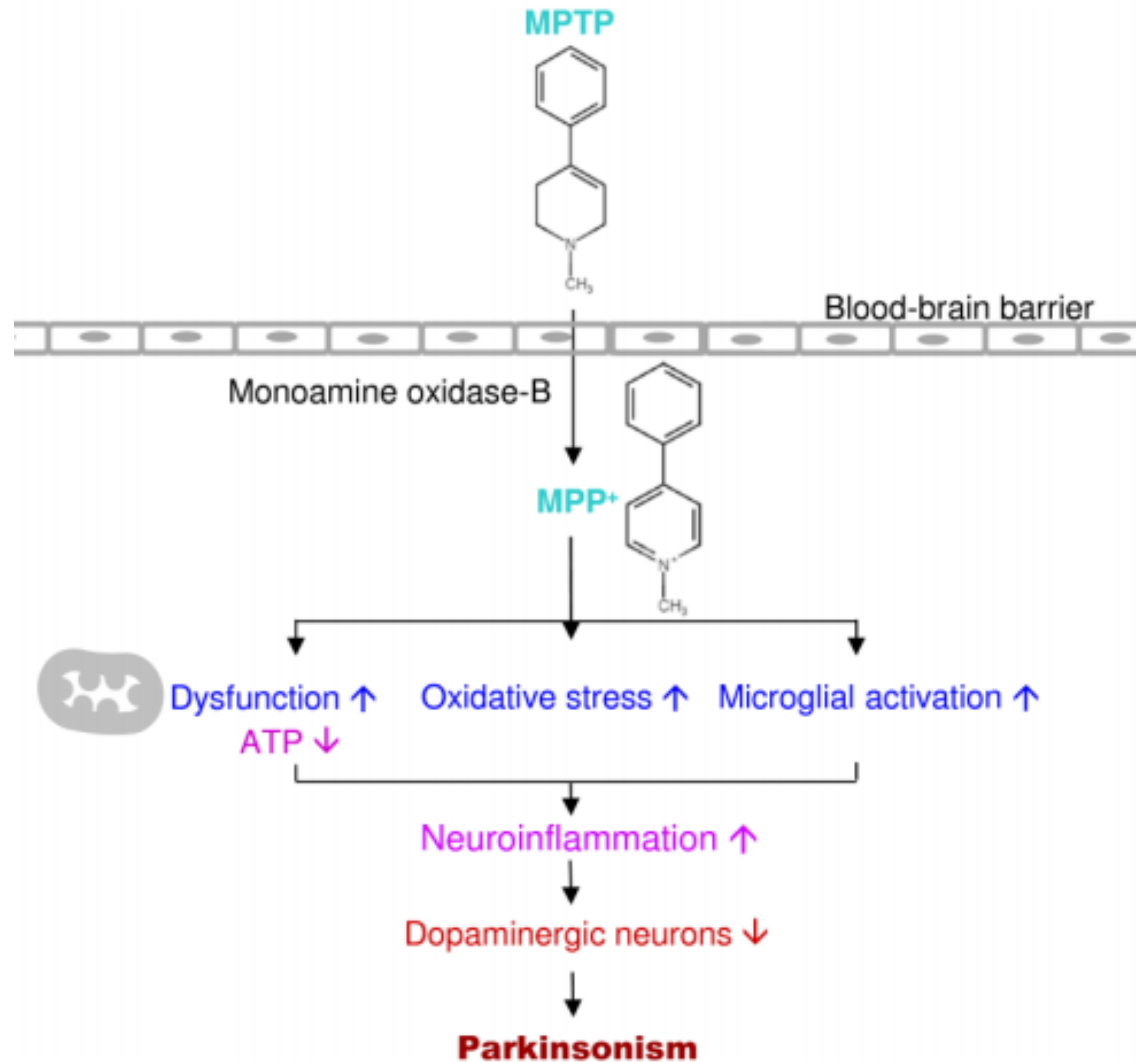 MPTP
N
CH₃
Blood-brain barrier
Monoamine oxidase-B
MPP⁺
N⁺
CH₃
Dysfunction ↑ Oxidative stress ↑ Microglial activation ↑
ATP ↓
Neuroinflammation ↑
Dopaminergic neurons ↓
Parkinsonism